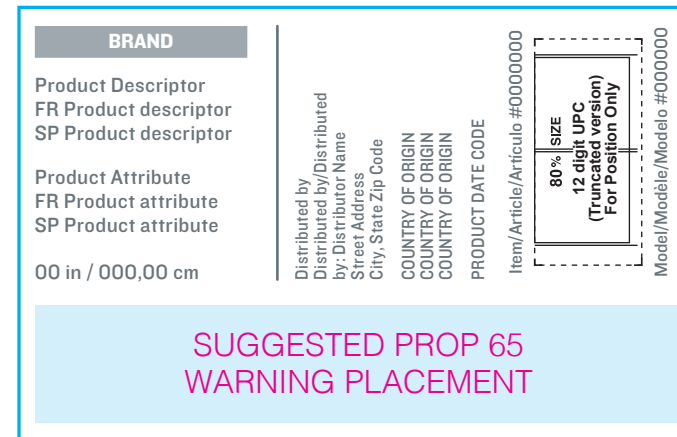 BRAND
Product Descriptor
FR Product descriptor
SP Product descriptor
Product Attribute
FR Product attribute
SP Product attribute
00 in / 000,00 cm
Distributed by
Distributed by/Distributed
by: Distributor Name
Street Address
City, State Zip Code
COUNTRY OF ORIGIN
COUNTRY OF ORIGIN
COUNTRY OF ORIGIN
PRODUCT DATE CODE
Item/Article/Artículo #0000000
80% SIZE
12 digit UPC
(Truncated version)
For Position Only
Model/Modèle/Modelo #000000
SUGGESTED PROP 65
WARNING PLACEMENT